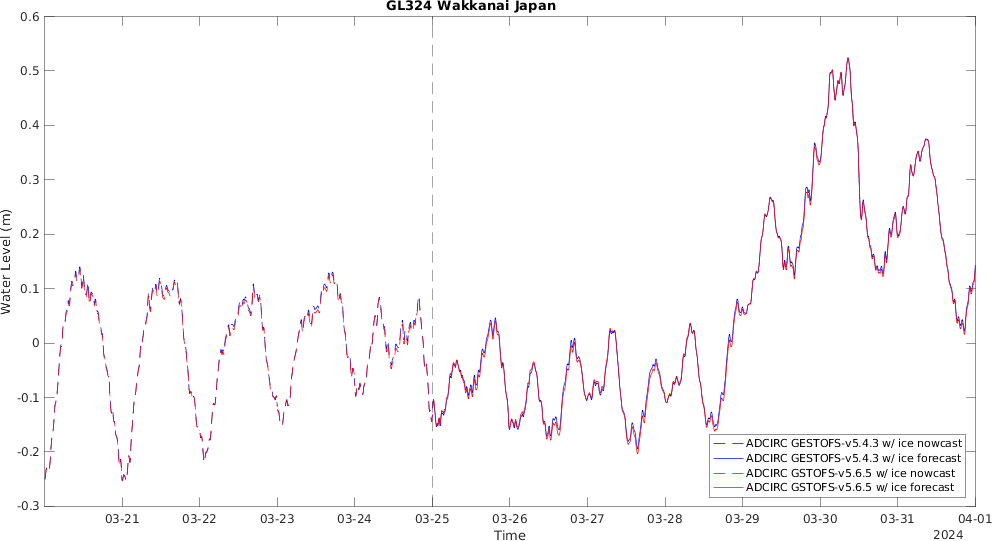 GL324 Wakkanai Japan
0.6
0.5
0.4
0.3
0.2
0.1
0
-0.1
-0.2
-0.3
Water Level (m)
ADCIRC GESTOFS-v5.4.3 w/ ice nowcast
ADCIRC GESTOFS-v5.4.3 w/ ice forecast
ADCIRC GSTOFS-v5.6.5 w/ ice nowcast
ADCIRC GSTOFS-v5.6.5 w/ ice forecast
03-21 03-22 03-23 03-24 03-25 03-26 03-27 03-28 03-29 03-30 03-31 04-01
Time
2024